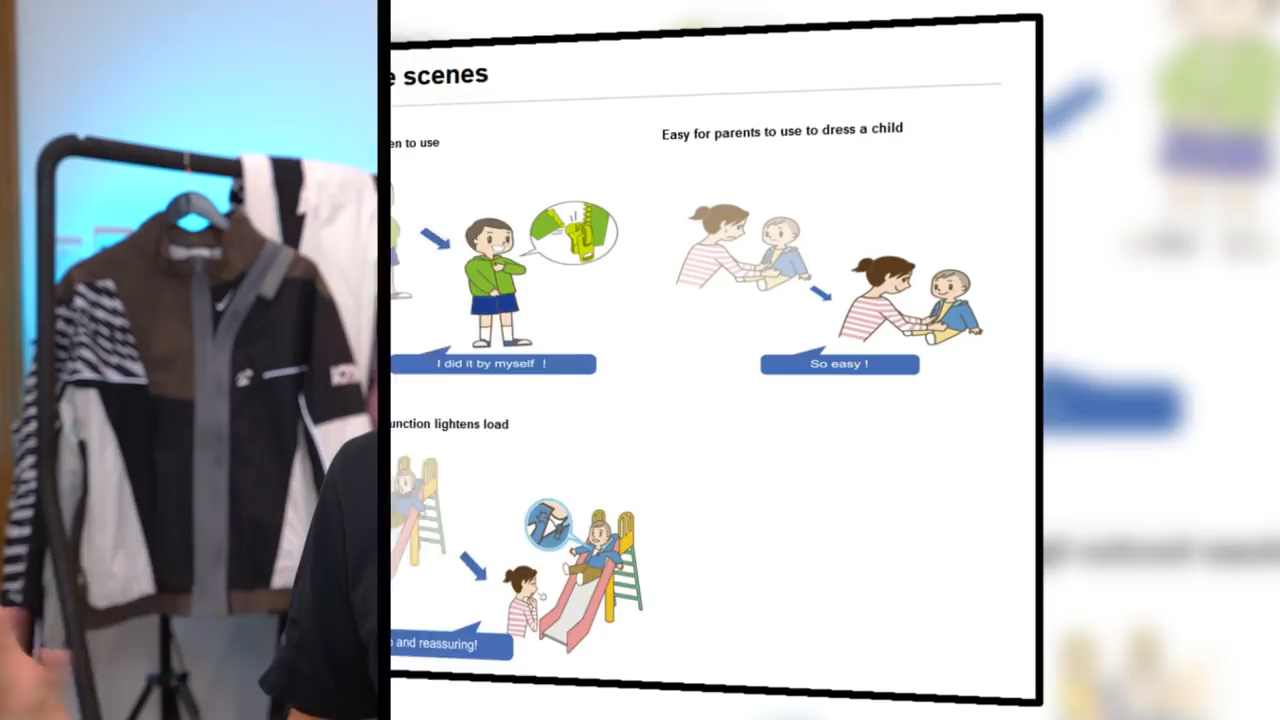 e scenes
en to use
Easy for parents to use to dress a child
I did it by myself !
So easy !
unction lightens load
and reassuring!